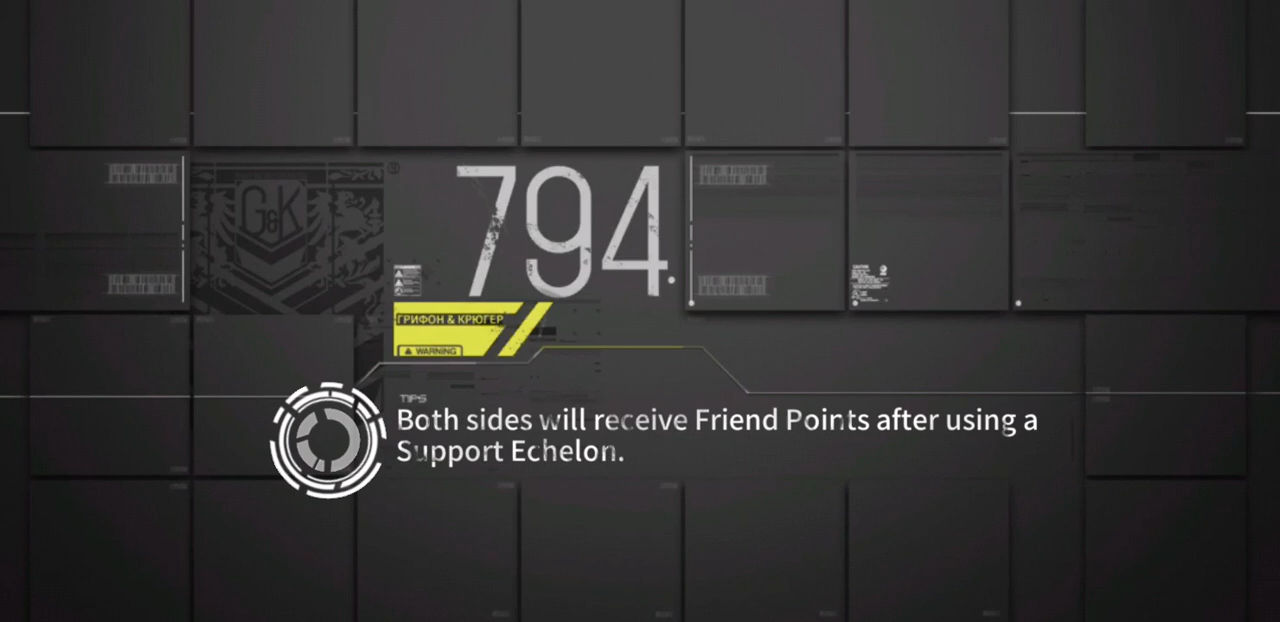 G&K
794.
ГРИФОН & КРЮГЕР
WARNING
TIPS
Both sides will receive Friend Points after using a
Support Echelon.